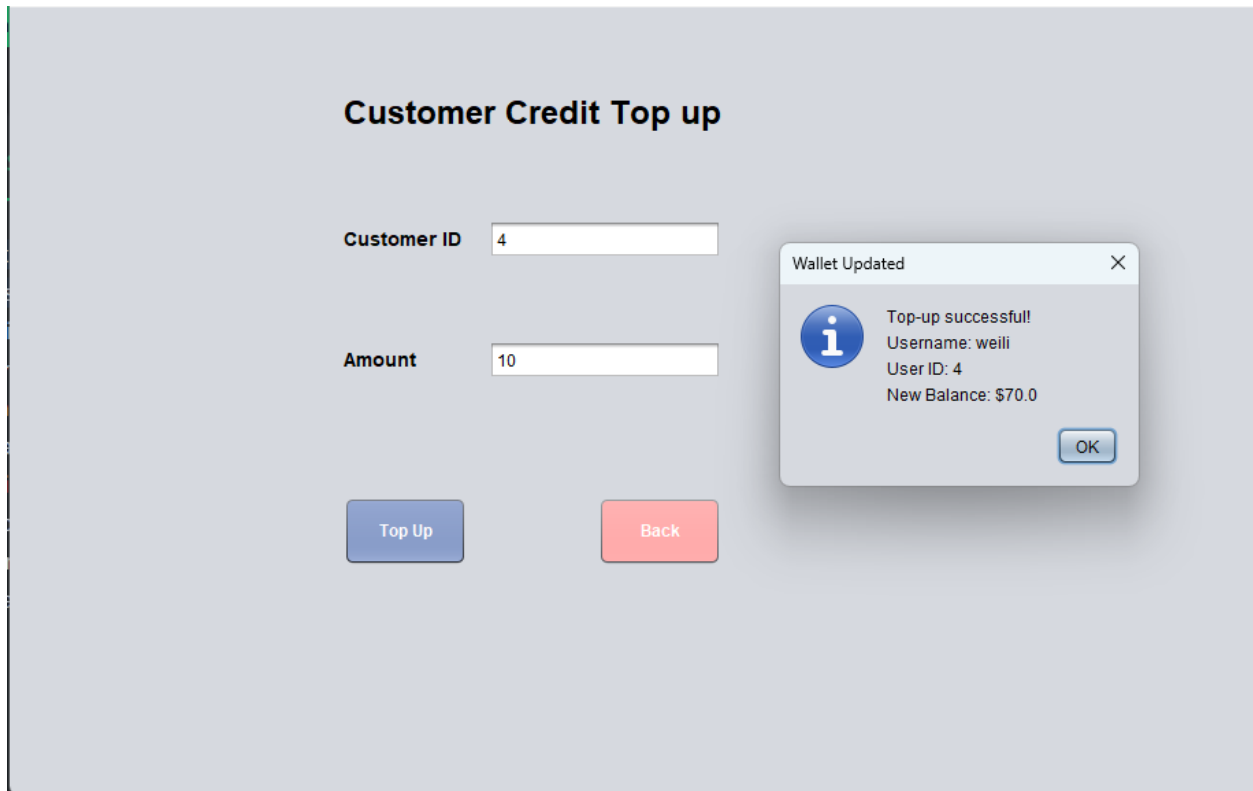 Customer Credit Top up
Customer ID
4
Amount
10
Top Up
Back
Wallet Updated
Top-up successful!
Username: weili
User ID: 4
New Balance: $70.0
OK